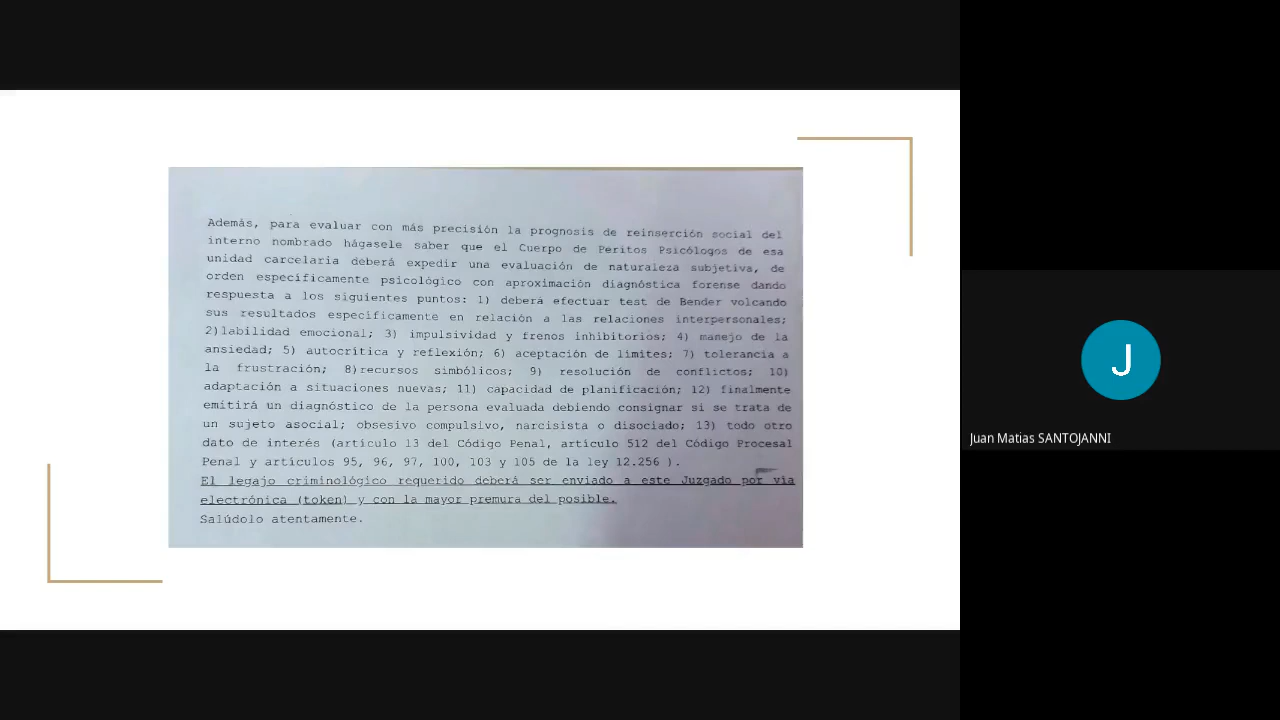 Además, para evaluar con más precisión la prognosis de reinserción social del
interno nombrado hágasele saber que el Cuerpo de Peritos Psicólogos de esa
unidad carcelaria deberá expedir una evaluación de naturaleza subjetiva, de
orden específicamente psicológico con aproximación diagnóstica forense dando
respuesta a los siguientes puntos: 1) deberá efectuar test de Bender volcando
sus resultados específicamente en relación a las relaciones interpersonales;
2)labilidad emocional; 3) impulsividad y frenos inhibitorios; 4) manejo de la
ansiedad; 5) autocrítica y reflexión; 6) aceptación de límites; 7) tolerancia a
la frustración; 8)recursos simbólicos; 9) resolución de conflictos; 10)
adaptación a situaciones nuevas; 11) capacidad de planificación; 12) finalmente
emitirá un diagnóstico de la persona evaluada debiendo consignar si se trata de
un sujeto asocial; obsesivo compulsivo, narcisista o disociado; 13) todo otro
dato de interés (artículo 13 del Código Penal, artículo 512 del Código Procesal
Penal y artículos 95, 96, 97, 100, 103 y 105 de la ley 12.256 ).
El legajo criminológico requerido deberá ser enviado a este Juzgado por vía
electrónica (token) y con la mayor premura del posible.
Salúdolo atentamente.
J
Juan Matias SANTOJANNI